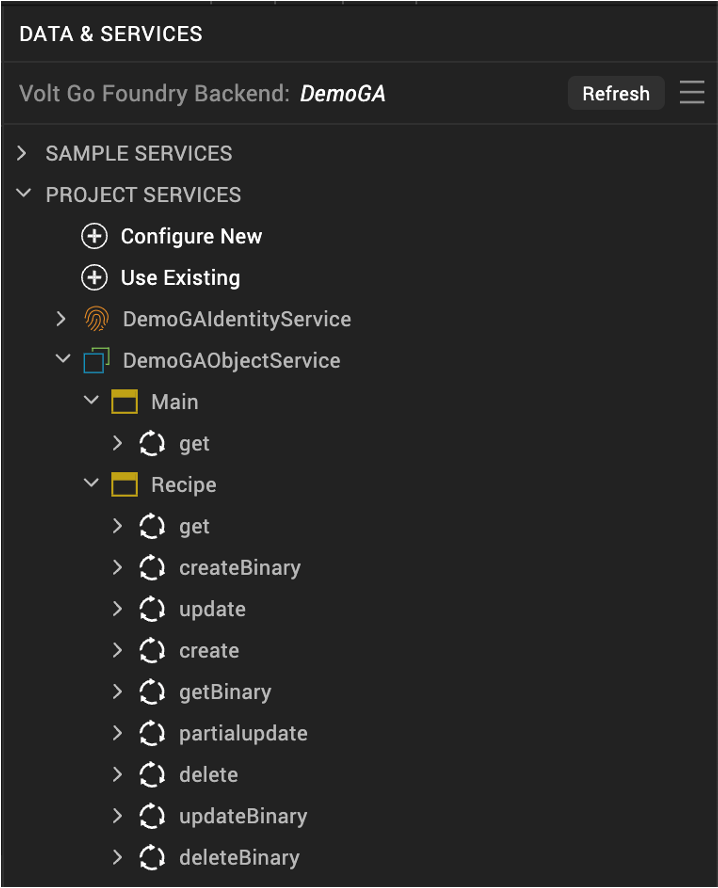 DATA & SERVICES
Volt Go Foundry Backend: DemoGA Refresh
SAMPLE SERVICES
PROJECT SERVICES
Configure New
Use Existing
DemoGAIdentityService
DemoGAObjectService
Main
get
Recipe
get
createBinary
update
create
getBinary
partialupdate
delete
updateBinary
deleteBinary